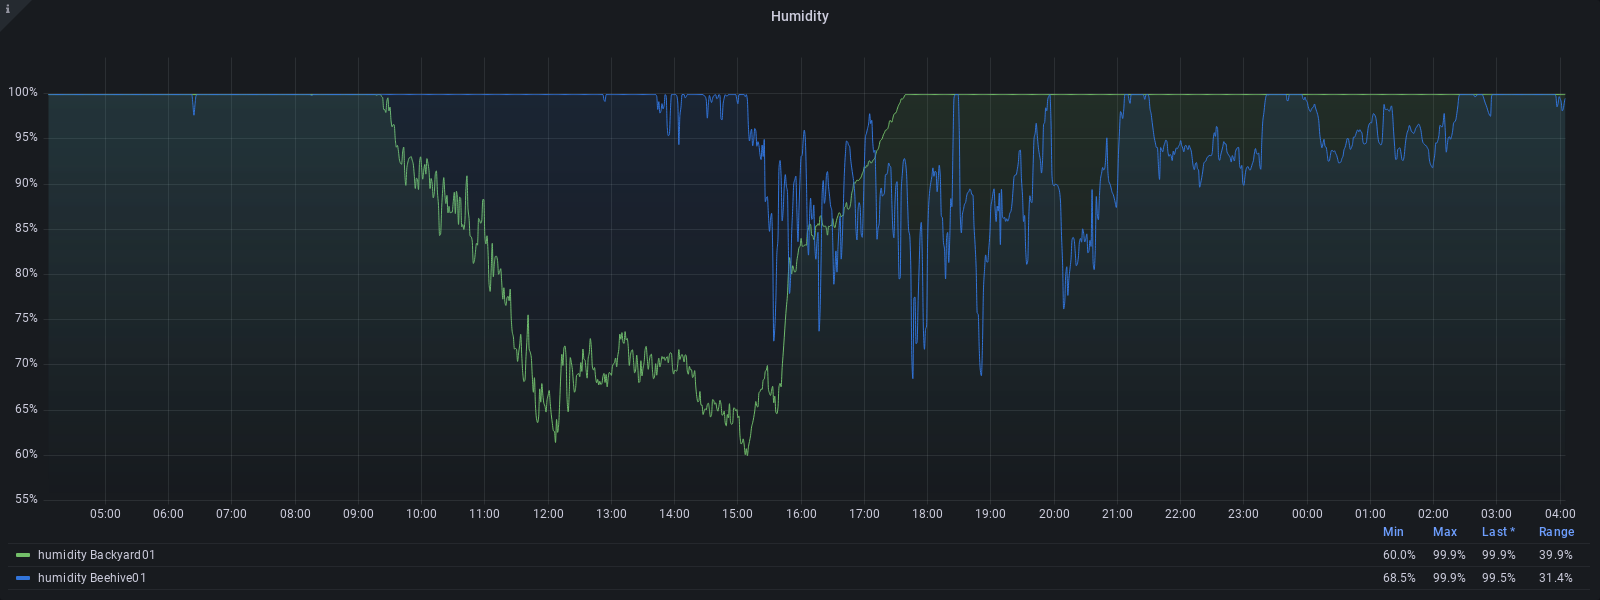 i
Humidity
100%
95%
90%
85%
80%
75%
70%
65%
60%
55%
05:00 06:00 07:00 08:00 09:00 10:00 11:00 12:00 13:00 14:00 15:00 16:00 17:00 18:00 19:00 20:00 21:00 22:00 23:00 00:00 01:00 02:00 03:00 04:00
Min Max Last * Range
humidity Backyard01 60.0% 99.9% 99.9% 39.9%
humidity Beehive01 68.5% 99.9% 99.5% 31.4%